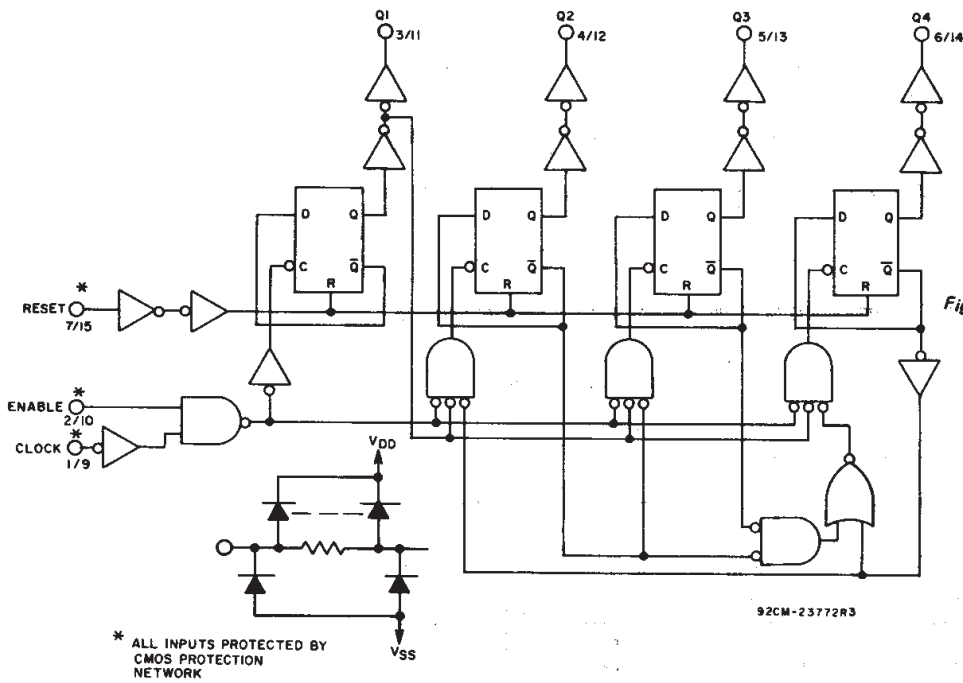 Q1 Q2 Q3 Q4
3/11 4/12 5/13 6/14
D Q D Q D Q D Q
C Q̅ C Q̅ C Q̅ C Q̅
R R R R
* RESET
7/15
Fig
* ENABLE
2/10
* CLOCK
1/9
VDD
VSS
92CM-23772R3
* ALL INPUTS PROTECTED BY
CMOS PROTECTION
NETWORK